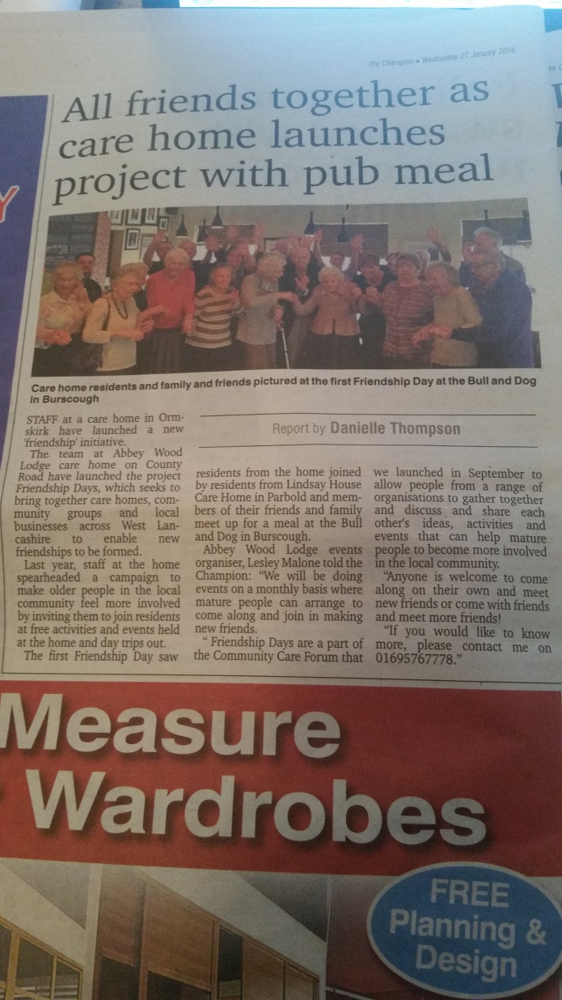 The Champion • Wednesday 27 January 2016
All friends together as
care home launches
project with pub meal
Care home residents and family and friends pictured at the first Friendship Day at the Bull and Dog
in Burscough
STAFF at a care home in Orm-
skirk have launched a new
'friendship' initiative.
The team at Abbey Wood
Lodge care home on County
Road have launched the project
Friendship Days, which seeks to
bring together care homes, com-
munity groups and local
businesses across West Lan-
cashire to enable new
friendships to be formed.
Last year, staff at the home
spearheaded a campaign to
make older people in the local
community feel more involved
by inviting them to join residents
at free activities and events held
at the home and day trips out.
The first Friendship Day saw
Report by Danielle Thompson
residents from the home joined
by residents from Lindsay House
Care Home in Parbold and mem-
bers of their friends and family
meet up for a meal at the Bull
and Dog in Burscough.
Abbey Wood Lodge events
organiser, Lesley Malone told the
Champion: "We will be doing
events on a monthly basis where
mature people can arrange to
come along and join in making
new friends.
" Friendship Days are a part of
the Community Care Forum that
we launched in September to
allow people from a range of
organisations to gather together
and discuss and share each
other's ideas, activities and
events that can help mature
people to become more involved
in the local community.
"Anyone is welcome to come
along on their own and meet
new friends or come with friends
and meet more friends!
"If you would like to know
more, please contact me on
01695767778."
Y
Measure
Wardrobes
FREE
Planning &
Design